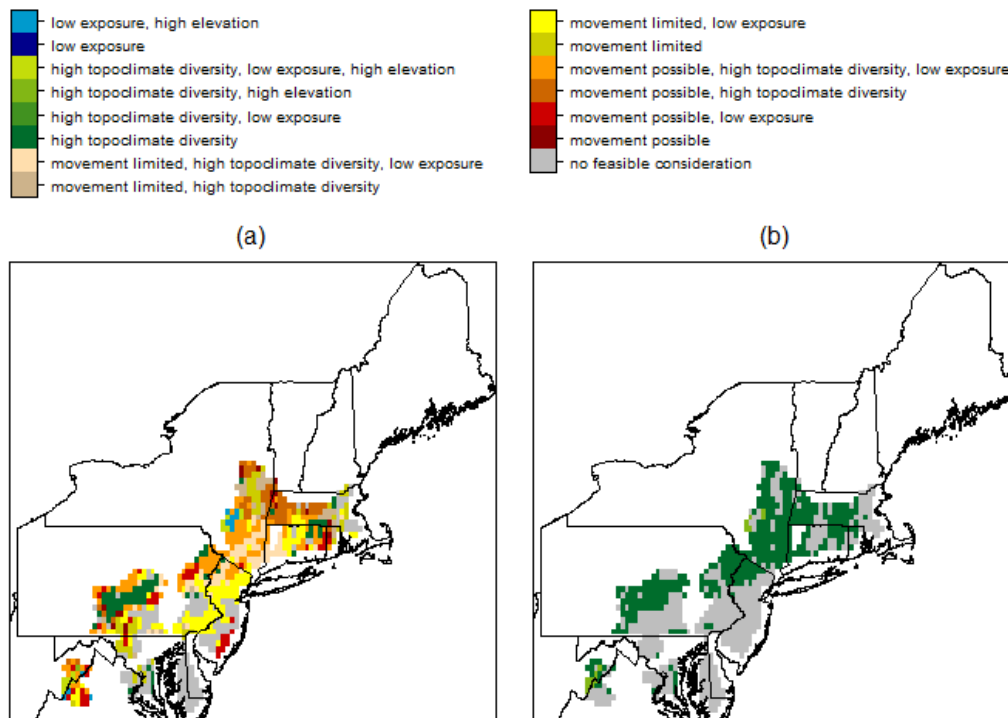 low exposure, high elevation
low exposure
high topoclimate diversity, low exposure, high elevation
high topoclimate diversity, high elevation
high topoclimate diversity, low exposure
high topoclimate diversity
movement limited, high topoclimate diversity, low exposure
movement limited, high topoclimate diversity
movement limited, low exposure
movement limited
movement possible, high topoclimate diversity, low exposure
movement possible, high topoclimate diversity
movement possible, low exposure
movement possible
no feasible consideration
(a)
(b)